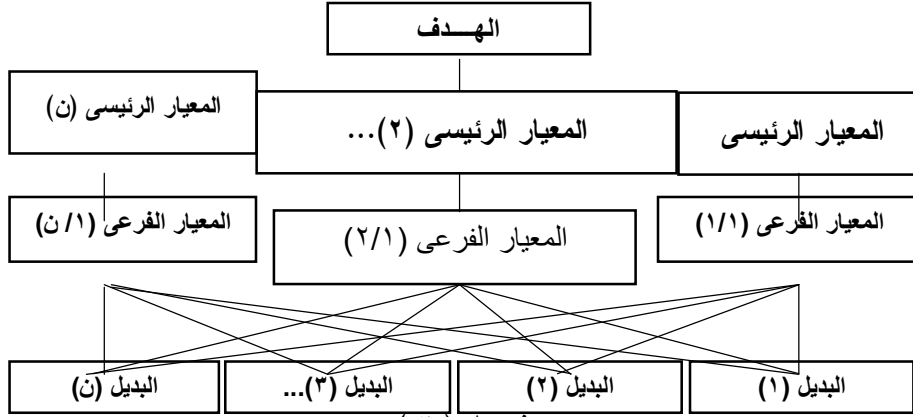 الهـــدف
المعيار الرئيسى
المعيار الرئيسى (٢)...
المعيار الرئيسى (ن)
المعيار الفرعى (١/١)
المعيار الفرعى (٢/١)
المعيار الفرعى (١/ ن)
البديل (١)
البديل (٢)
البديل (٣)...
البديل (ن)